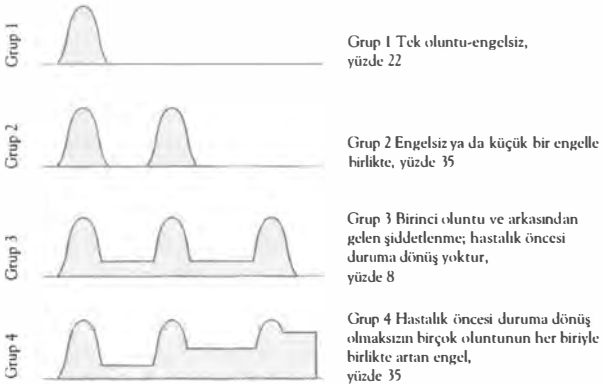 Grup 1
Grup 1 Tek oluntu-engelsiz,
yüzde 22
Grup 2
Grup 2 Engelsiz ya da küçük bir engelle
birlikte, yüzde 35
Grup 3
Grup 3 Birinci oluntu ve arkasından
gelen şiddetlenme; hastalık öncesi
duruma dönüş yoktur,
yüzde 8
Grup 4
Grup 4 Hastalık öncesi duruma dönüş
olmaksızın birçok oluntunun her biriyle
birlikte artan engel,
yüzde 35